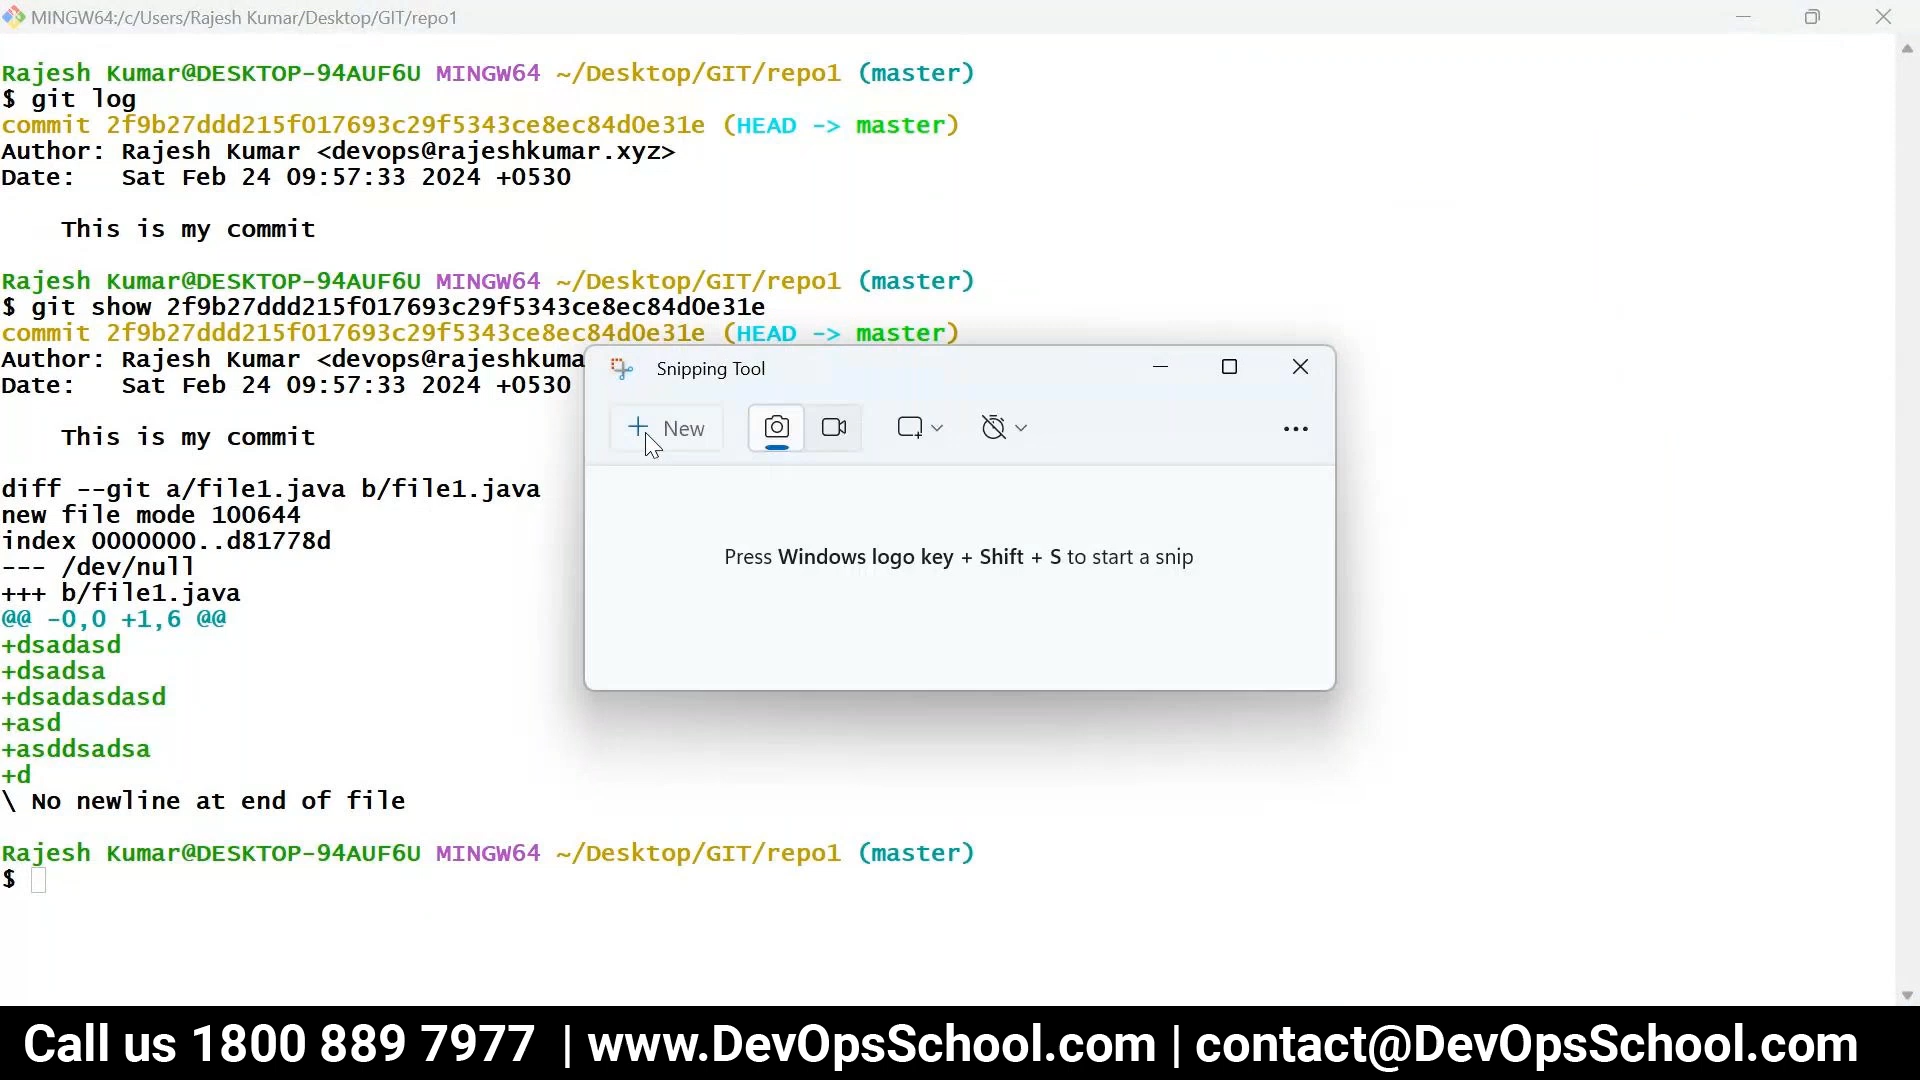 MINGW64:/c/Users/Rajesh Kumar/Desktop/GIT/repo1
Rajesh Kumar@DESKTOP-94AUF6U MINGW64 ~/Desktop/GIT/repo1 (master)
$ git log
commit 2f9b27ddd215f017693c29f5343ce8ec84d0e31e (HEAD -> master)
Author: Rajesh Kumar <devops@rajeshkumar.xyz>
Date:   Sat Feb 24 09:57:33 2024 +0530
This is my commit
Rajesh Kumar@DESKTOP-94AUF6U MINGW64 ~/Desktop/GIT/repo1 (master)
$ git show 2f9b27ddd215f017693c29f5343ce8ec84d0e31e
commit 2f9b27ddd215f017693c29f5343ce8ec84d0e31e (HEAD -> master)
Author: Rajesh Kumar <devops@rajeshkuma
Date:   Sat Feb 24 09:57:33 2024 +0530
This is my commit
diff --git a/file1.java b/file1.java
new file mode 100644
index 0000000..d81778d
--- /dev/null
+++ b/file1.java
@@ -0,0 +1,6 @@
+dsadasd
+dsadsa
+dsadasdasd
+asd
+asddsadsa
+d
\ No newline at end of file
Rajesh Kumar@DESKTOP-94AUF6U MINGW64 ~/Desktop/GIT/repo1 (master)
$
Snipping Tool
New
Press Windows logo key + Shift + S to start a snip
Call us 1800 889 7977 | www.DevOpsSchool.com | contact@DevOpsSchool.com